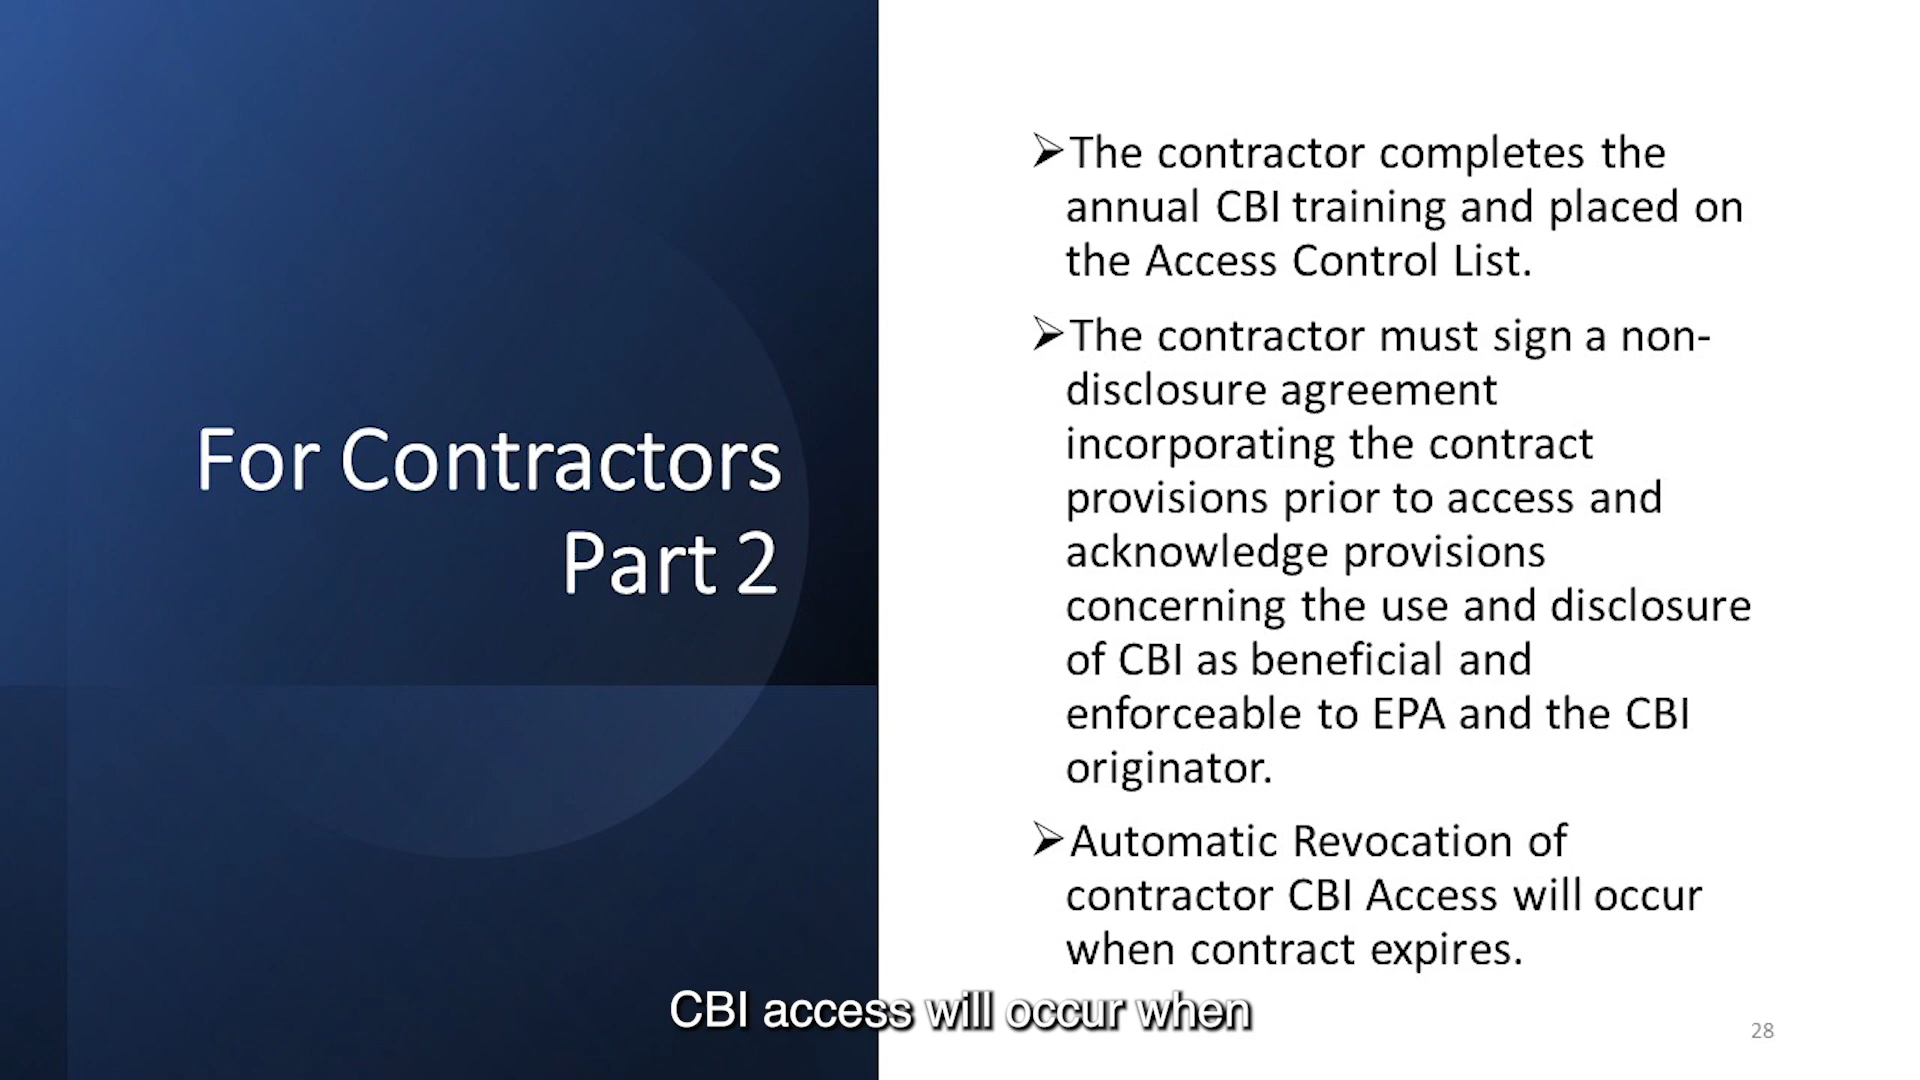 For Contractors
Part 2
➢The contractor completes the
annual CBI training and placed on
the Access Control List.
➢The contractor must sign a non-
disclosure agreement
incorporating the contract
provisions prior to access and
acknowledge provisions
concerning the use and disclosure
of CBI as beneficial and
enforceable to EPA and the CBI
originator.
➢Automatic Revocation of
contractor CBI Access will occur
when contract expires.
CBI access will occur when
28